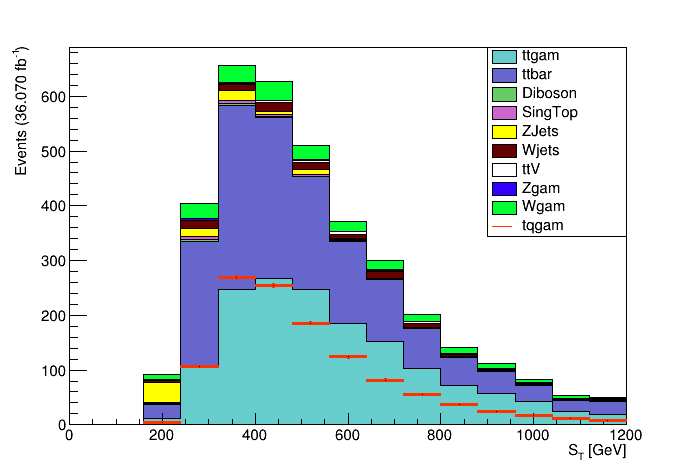 Events (36.070 fb⁻¹)
600
500
400
300
200
100
0
0
200
400
600
800
1000
1200
S_T [GeV]
ttgam
ttbar
Diboson
SingTop
ZJets
Wjets
ttV
Zgam
Wgam
tqgam